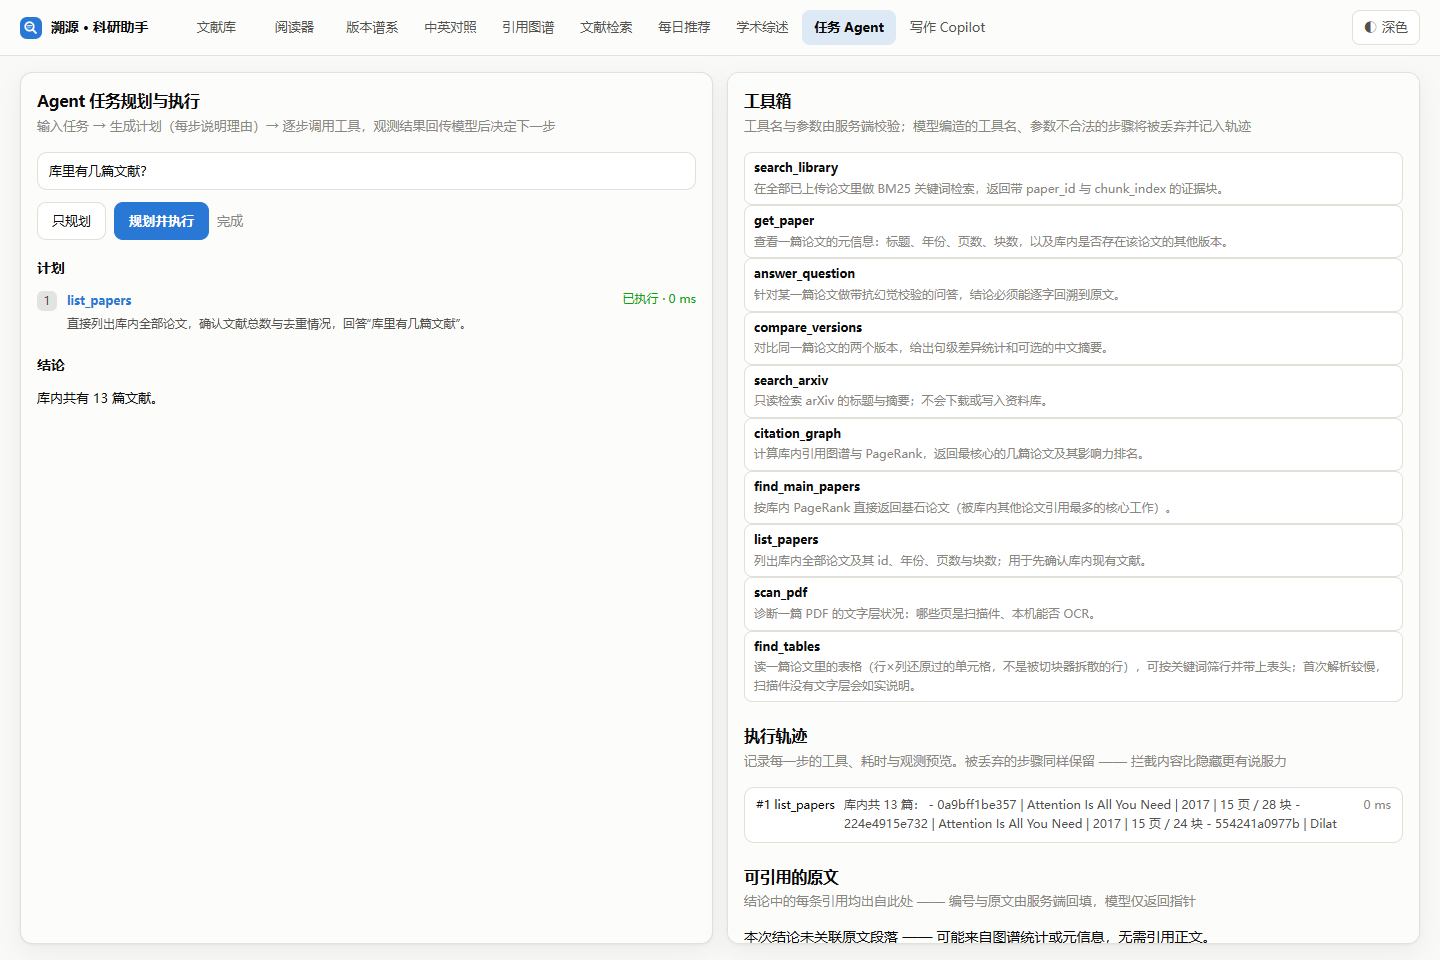 溯源 • 科研助手
文献库
阅读器
版本谱系
中英对照
引用图谱
文献检索
每日推荐
学术综述
任务 Agent
写作 Copilot
深色
Agent 任务规划与执行
输入任务 → 生成计划（每步说明理由）→ 逐步调用工具，观测结果回传模型后决定下一步
库里有几篇文献?
只规划
规划并执行
完成
计划
1 list_papers
已执行 · 0 ms
直接列出库内全部论文，确认文献总数与去重情况，回答“库里有几篇文献”。
结论
库内共有 13 篇文献。
工具箱
工具名与参数由服务端校验；模型编造的工具名、参数不合法的步骤将被丢弃并记入轨迹
search_library
在全部已上传论文里做 BM25 关键词检索，返回带 paper_id 与 chunk_index 的证据块。
get_paper
查看一篇论文的元信息：标题、年份、页数、块数，以及库内是否存在该论文的其他版本。
answer_question
针对某一篇论文做带抗幻觉校验的问答，结论必须能逐字回溯到原文。
compare_versions
对比同一篇论文的两个版本，给出句级差异统计和可选的中文摘要。
search_arxiv
只读检索 arXiv 的标题与摘要；不会下载或写入资料库。
citation_graph
计算库内引用图谱与 PageRank，返回最核心的几篇论文及其影响力排名。
find_main_papers
按库内 PageRank 直接返回基石论文（被库内其他论文引用最多的核心工作）。
list_papers
列出库内全部论文及其 id、年份、页数与块数；用于先确认库内现有文献。
scan_pdf
诊断一篇 PDF 的文字层状况：哪些页是扫描件、本机能否 OCR。
find_tables
读一篇论文里的表格（行×列还原过的单元格，不是被切块器拆散的行），可按关键词筛行并带上表头；首次解析较慢，
扫描件没有文字层会如实说明。
执行轨迹
记录每一步的工具、耗时与观测预览。被丢弃的步骤同样保留 —— 拦截内容比隐藏更有说服力
#1 list_papers 库内共 13 篇： - 0a9bff1be357 | Attention Is All You Need | 2017 | 15 页 / 28 块 - 0 ms
224e4915e732 | Attention Is All You Need | 2017 | 15 页 / 24 块 - 554241a0977b | Dilat
可引用的原文
结论中的每条引用均出自此处 —— 编号与原文由服务端回填，模型仅返回指针
本次结论未关联原文段落 —— 可能来自图谱统计或元信息，无需引用正文。